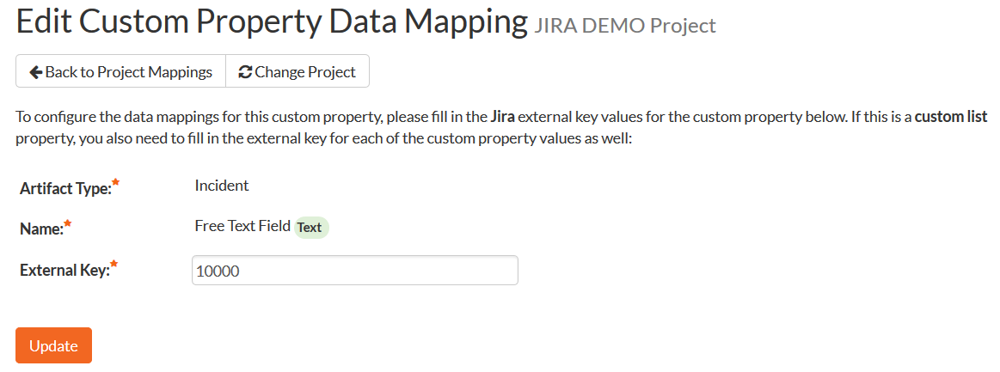 Edit Custom Property Data Mapping JIRA DEMO Project
Back to Project Mappings Change Project
To configure the data mappings for this custom property, please fill in the Jira external key values for the custom property below. If this is a custom list
property, you also need to fill in the external key for each of the custom property values as well:
Artifact Type:* Incident
Name:* Free Text Field Text
External Key:* 10000
Update